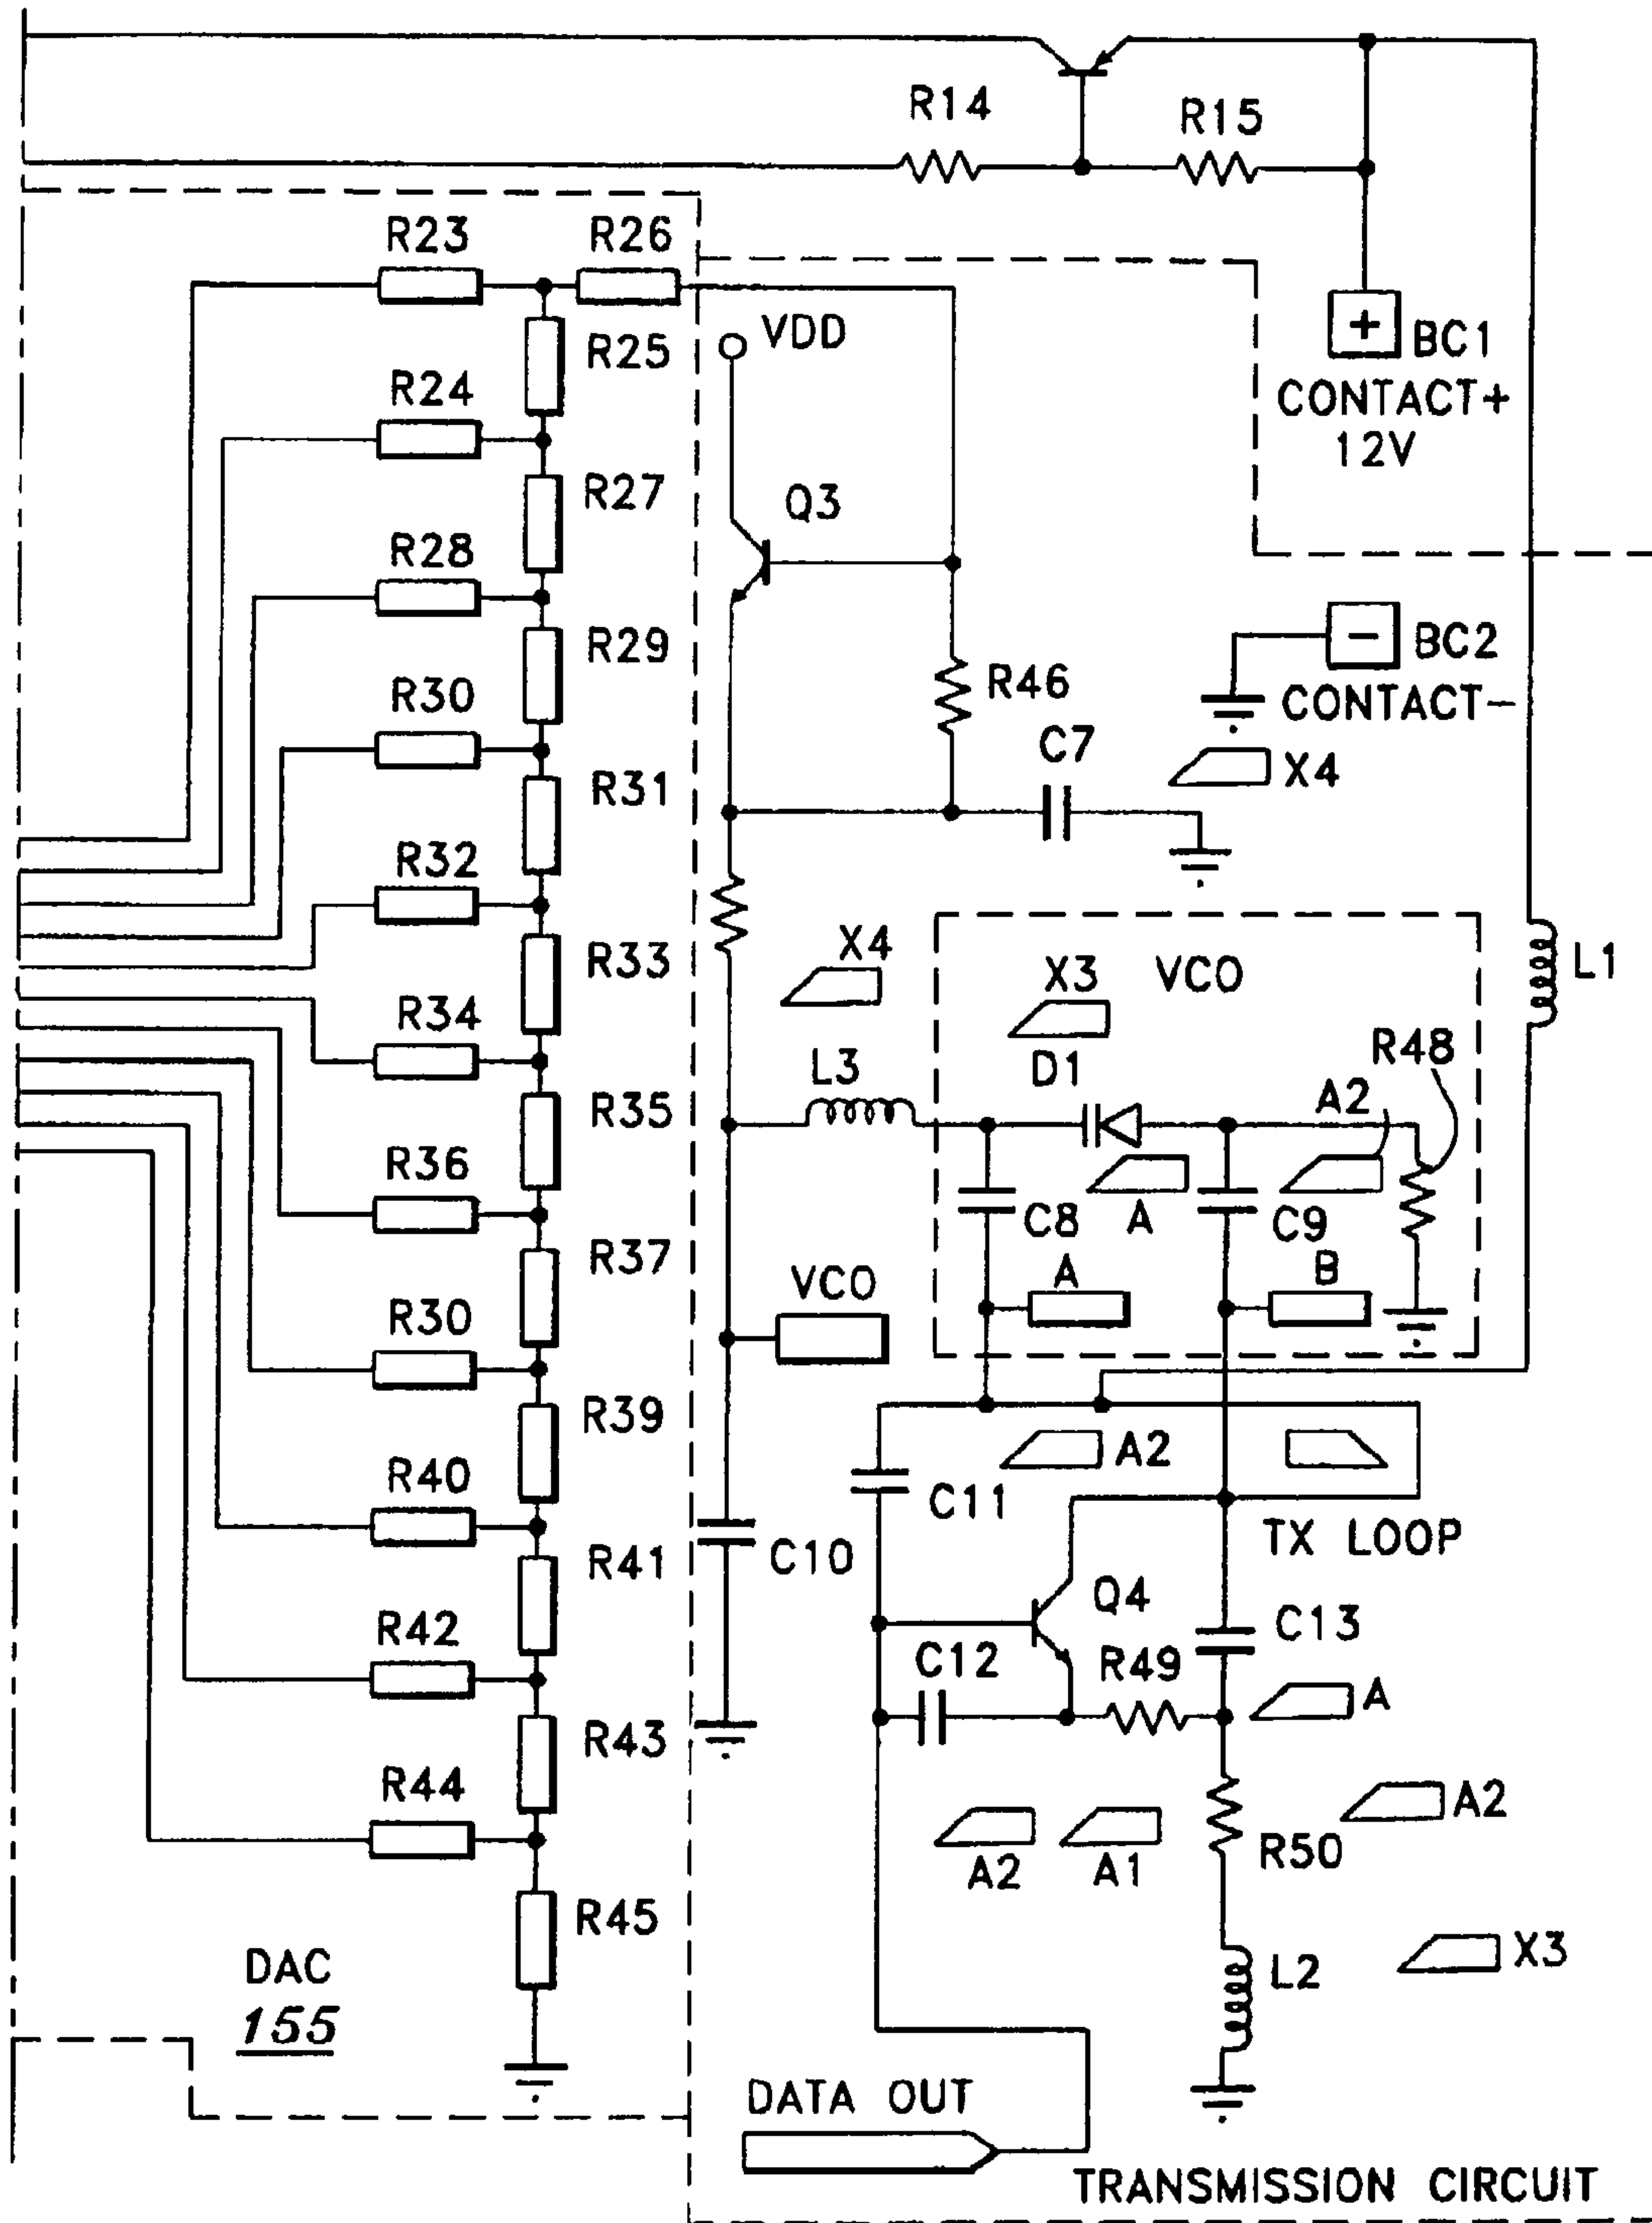 R14
R15
R23
R26
VDD
R25
BC1
CONTACT+
12V
R24
Q3
R27
R28
R29
BC2
CONTACT-
R46
R30
C7
X4
R31
R32
X4
X3
VCO
L1
R33
R34
D1
R48
L3
A2
R35
R36
C8
A
C9
R37
VCO
A
B
R30
R39
A2
R40
C11
TX LOOP
R41
C10
Q4
C13
R42
C12
R49
A
R43
R44
A2
R50
A2
A1
R45
DAC
155
L2
X3
DATA OUT
TRANSMISSION CIRCUIT